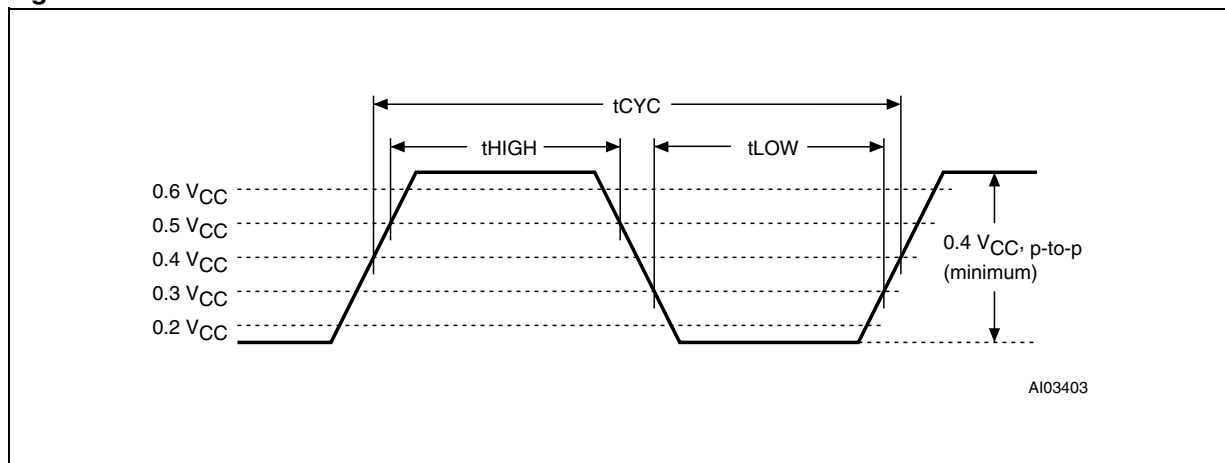 tCYC
tHIGH
tLOW
0.6 VCC
0.5 VCC
0.4 VCC
0.3 VCC
0.2 VCC
0.4 VCC, p-to-p
(minimum)
AI03403